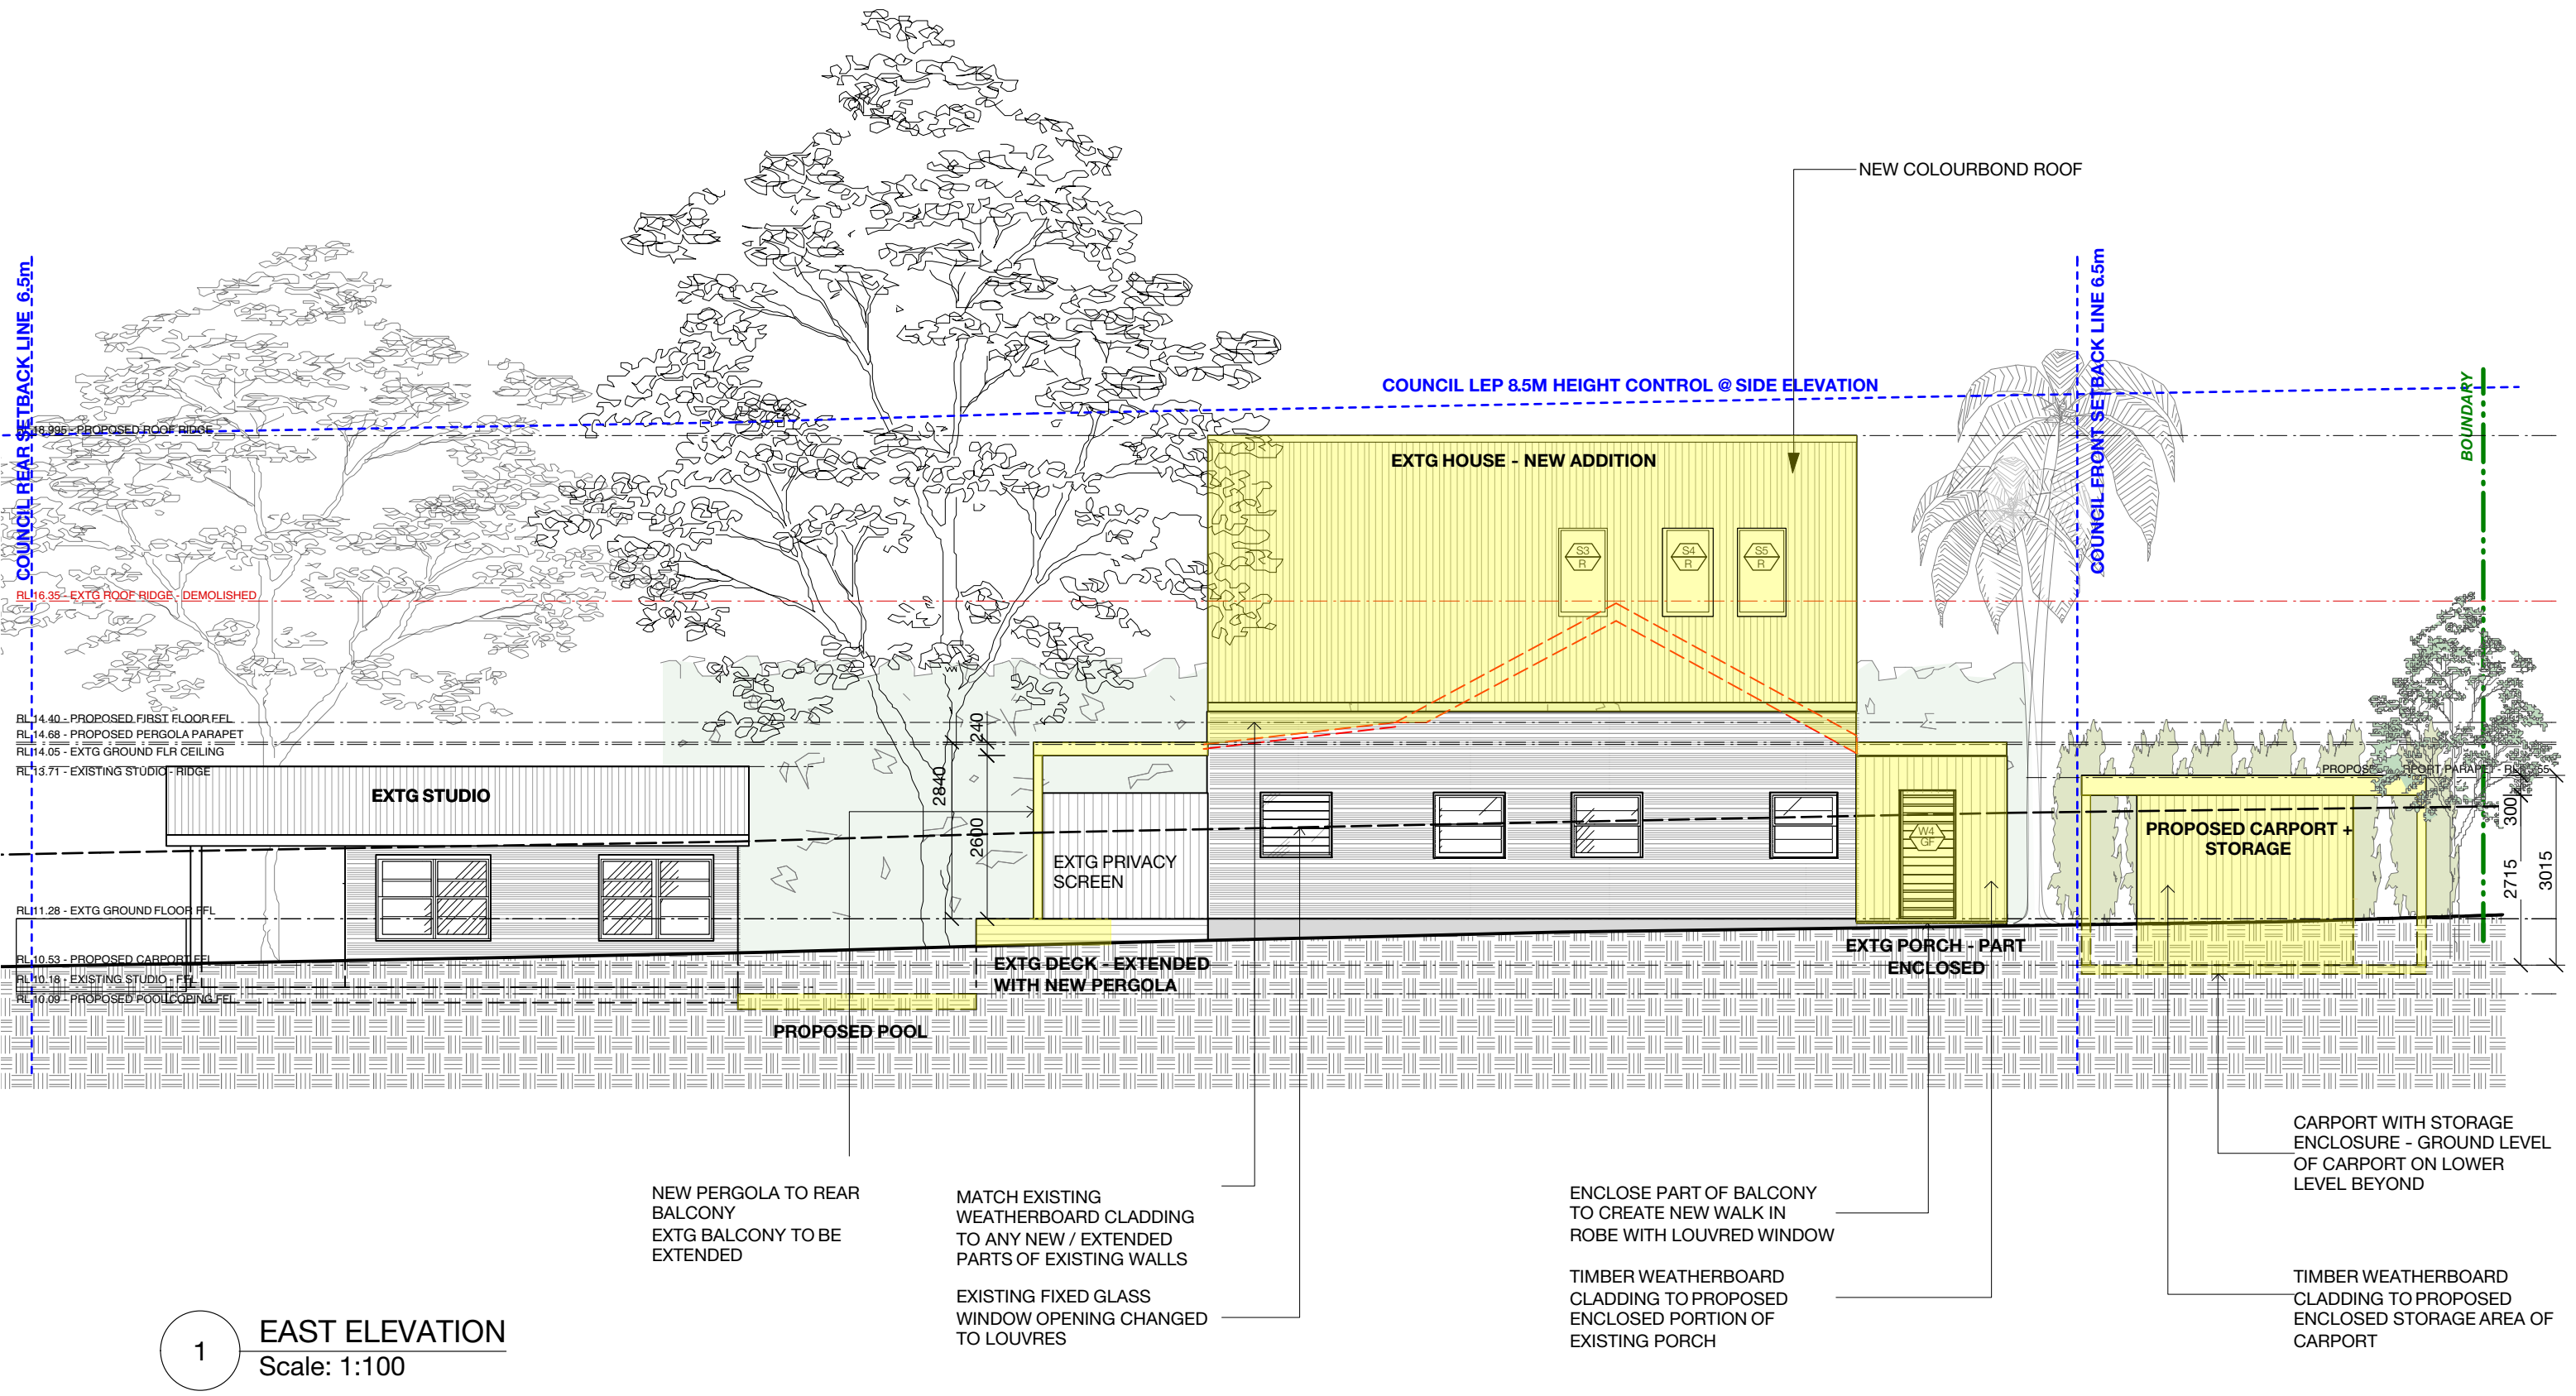 NEW COLOURBOND ROOF
COUNCIL REAR SETBACK LINE 6.5m
COUNCIL FRONT SETBACK LINE 6.5m
BOUNDARY
COUNCIL LEP 8.5M HEIGHT CONTROL @ SIDE ELEVATION
18.995 - PROPOSED ROOF RIDGE
EXTG HOUSE - NEW ADDITION
S3
R
S4
R
S5
R
RL 16.35 - EXTG ROOF RIDGE - DEMOLISHED
RL 14.40 - PROPOSED FIRST FLOOR FFL
RL 14.68 - PROPOSED PERGOLA PARAPET
RL 14.05 - EXTG GROUND FLR CEILING
RL 13.71 - EXISTING STUDIO - RIDGE
240
2840
2600
EXTG STUDIO
EXTG PRIVACY
SCREEN
W4
GF
PROPOSED CARPORT +
STORAGE
300
2715
3015
RL 11.28 - EXTG GROUND FLOOR FFL
RL 10.53 - PROPOSED CARPORT FFL
RL 10.18 - EXISTING STUDIO - FFL
RL 10.09 - PROPOSED POOL COPING FFL
EXTG DECK - EXTENDED
WITH NEW PERGOLA
EXTG PORCH - PART
ENCLOSED
PROPOSED POOL
NEW PERGOLA TO REAR
BALCONY
EXTG BALCONY TO BE
EXTENDED
MATCH EXISTING
WEATHERBOARD CLADDING
TO ANY NEW / EXTENDED
PARTS OF EXISTING WALLS
EXISTING FIXED GLASS
WINDOW OPENING CHANGED
TO LOUVRES
ENCLOSE PART OF BALCONY
TO CREATE NEW WALK IN
ROBE WITH LOUVRED WINDOW
TIMBER WEATHERBOARD
CLADDING TO PROPOSED
ENCLOSED PORTION OF
EXISTING PORCH
CARPORT WITH STORAGE
ENCLOSURE - GROUND LEVEL
OF CARPORT ON LOWER
LEVEL BEYOND
TIMBER WEATHERBOARD
CLADDING TO PROPOSED
ENCLOSED STORAGE AREA OF
CARPORT
1
EAST ELEVATION
Scale: 1:100